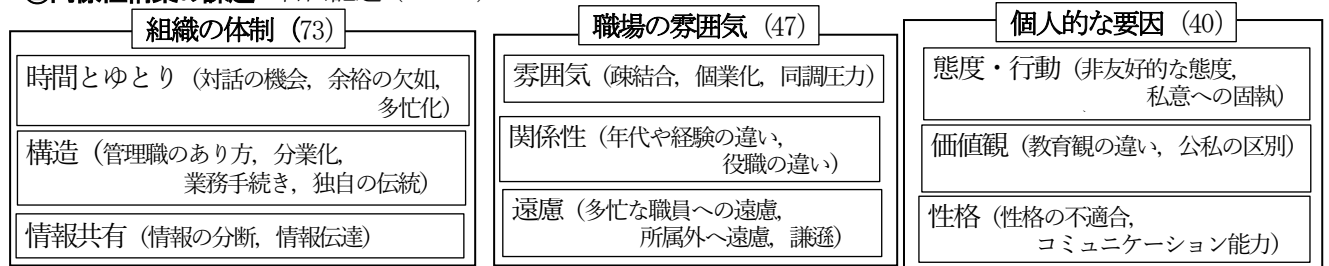 組織の体制（73）
時間とゆとり（対話の機会，余裕の欠如，
多忙化）
構造（管理職のあり方，分業化，
業務手続き，独自の伝統）
情報共有（情報の分断，情報伝達）
職場の雰囲気（47）
雰囲気（疎結合，個業化，同調圧力）
関係性（年代や経験の違い，
役職の違い）
遠慮（多忙な職員への遠慮，
所属外へ遠慮，謙遜）
個人的な要因（40）
態度・行動（非友好的な態度，
私意への固執）
価値観（教育観の違い，公私の区別）
性格（性格の不適合，
コミュニケーション能力）